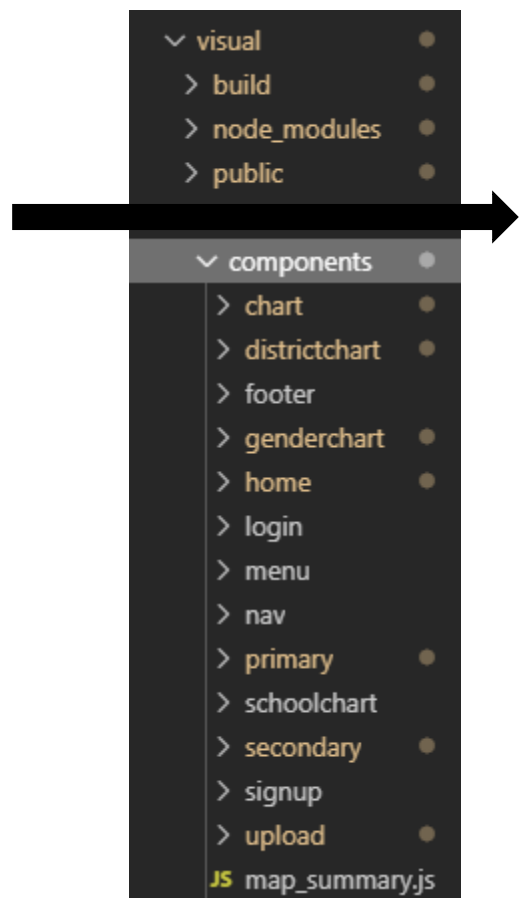 visual
build
node_modules
public
components
chart
districtchart
footer
genderchart
home
login
menu
nav
primary
schoolchart
secondary
signup
upload
JS map_summary.js